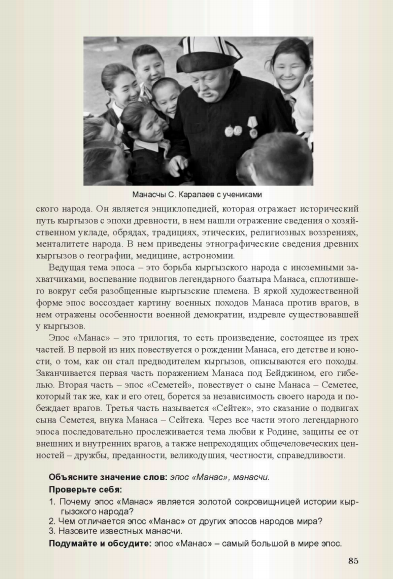 Манасчы С. Каралаев с учениками
ского народа. Он является энциклопедией, которая отражает исторический
путь кыргызов с эпохи древности, в нем нашли отражение сведения о хозяй-
ственном укладе, обрядах, традициях, этических, религиозных воззрениях,
менталитете народа. В нем приведены этнографические сведения древних
кыргызов о географии, медицине, астрономии.
Ведущая тема эпоса – это борьба кыргызского народа с иноземными за-
хватчиками, воспевание подвигов легендарного баатыра Манаса, сплотивше-
го вокруг себя разобщенные кыргызские племена. В яркой художественной
форме эпос воссоздает картину военных походов Манаса против врагов, в
нем отражены особенности военной демократии, издревле существовавшей
у кыргызов.
Эпос «Манас» – это трилогия, то есть произведение, состоящее из трех
частей. В первой из них повествуется о рождении Манаса, его детстве и юно-
сти, о том, как он стал предводителем кыргызов, описываются его походы.
Заканчивается первая часть поражением Манаса под Бейджином, его гибе-
лью. Вторая часть – эпос «Семетей», повествует о сыне Манаса – Семетее,
который так же, как и его отец, борется за независимость своего народа и по-
беждает врагов. Третья часть называется «Сейтек», это сказание о подвигах
сына Семетея, внука Манаса – Сейтека. Через все части этого легендарного
эпоса последовательно прослеживается тема любви к Родине, защиты ее от
внешних и внутренних врагов, а также непреходящих общечеловеческих цен-
ностей – дружбы, преданности, великодушия, честности, справедливости.
Объясните значение слов: эпос «Манас», манасчи.
Проверьте себя:
1. Почему эпос «Манас» является золотой сокровищницей истории кыр-
гызского народа?
2. Чем отличается эпос «Манас» от других эпосов народов мира?
3. Назовите известных манасчи.
Подумайте и обсудите: эпос «Манас» – самый большой в мире эпос.
85